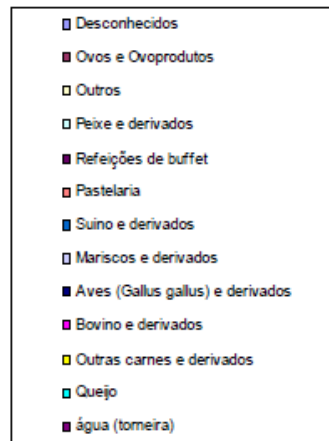 Desconhecidos
Ovos e Ovoprodutos
Outros
Peixe e derivados
Refeições de buffet
Pastelaria
Suino e derivados
Mariscos e derivados
Aves (Gallus gallus) e derivados
Bovino e derivados
Outras carnes e derivados
Queijo
água (torneira)